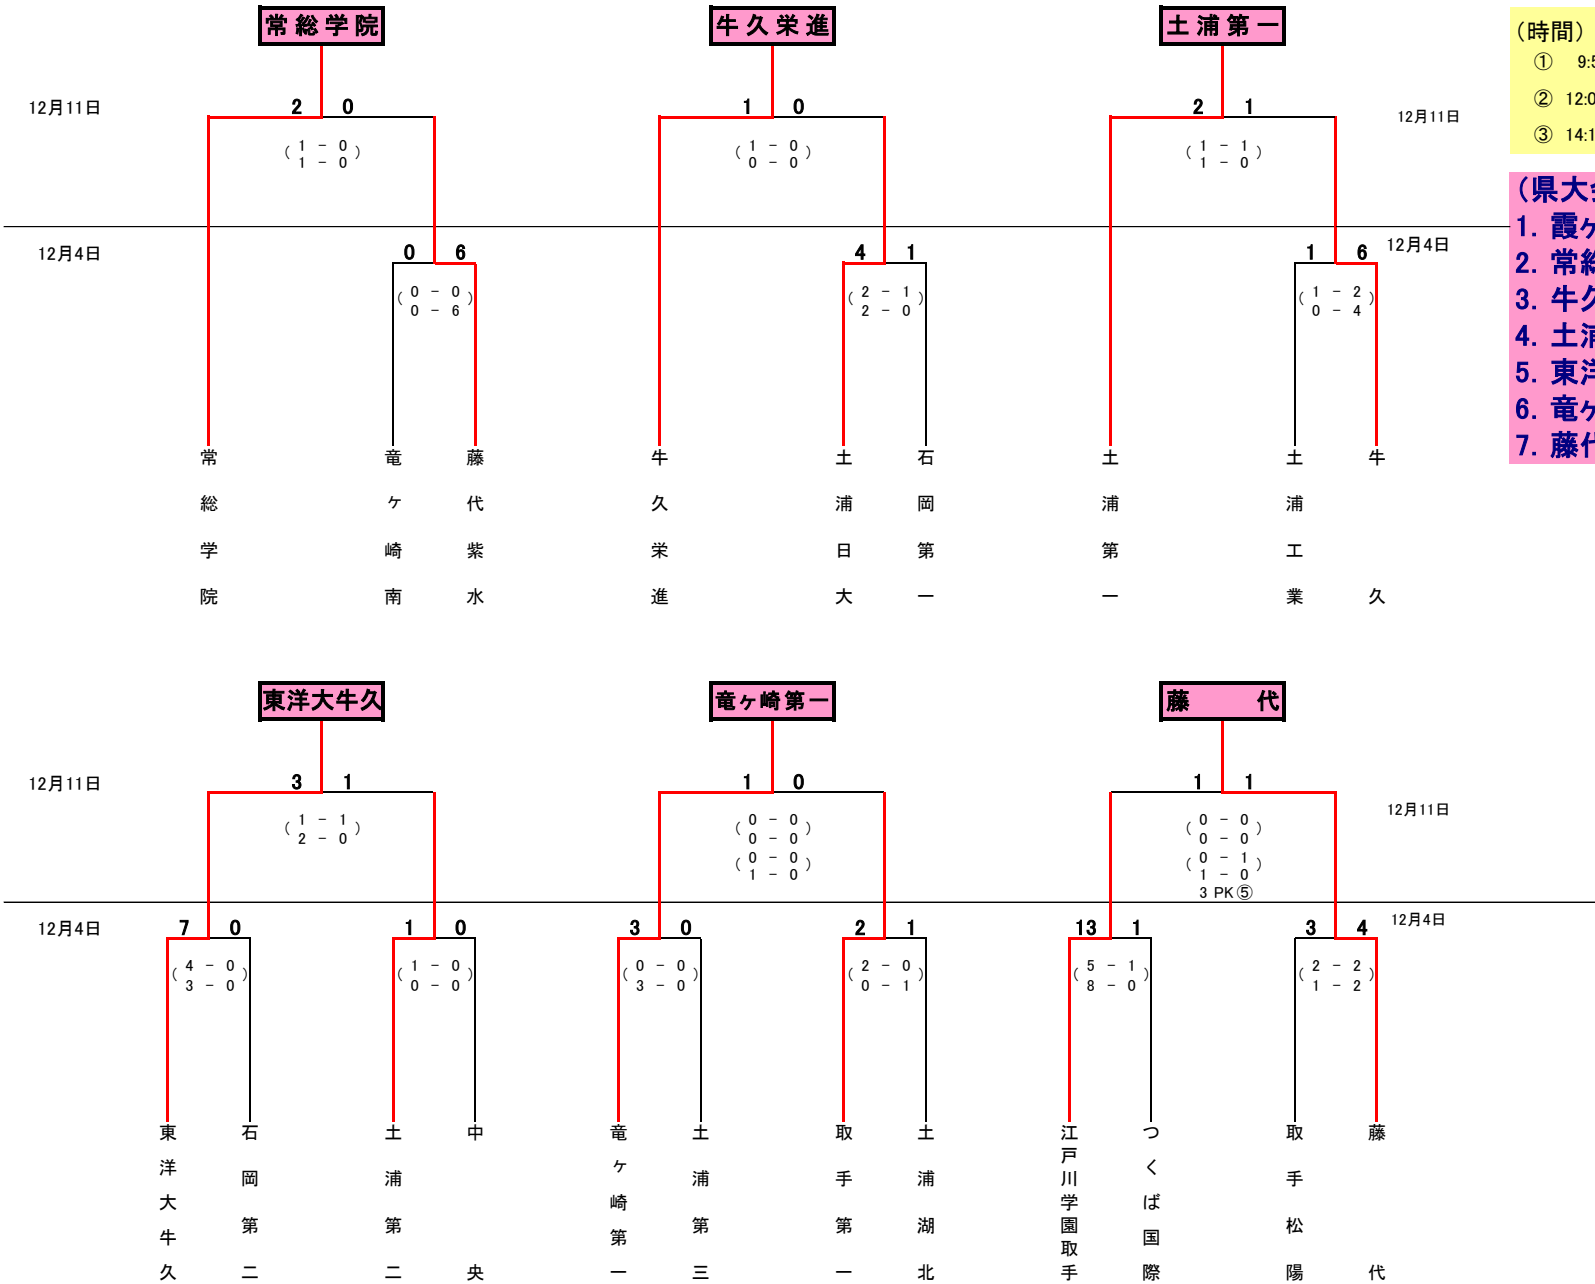 常総学院 牛久栄進 土浦第一
(時間)
① 9:5
② 12:0
③ 14:1
12月11日 2 0 1 0 2 1 12月11日
( 1 - 0 ) ( 1 - 0 ) ( 1 - 1 )
1 - 0 0 - 0 1 - 0
(県大
1. 霞ヶ
2. 常総
3. 牛久
4. 土浦
5. 東洋
6. 竜ヶ
7. 藤代
12月4日 0 6 4 1 1 6 12月4日
( 0 - 0 ) ( 2 - 1 ) ( 1 - 2 )
0 - 6 2 - 0 0 - 4
常総学院
竜ヶ崎南
藤代紫水
牛久栄進
土浦日大
石岡第一
土浦第一
土浦工業
牛久
東洋大牛久 竜ヶ崎第一 藤代
12月11日 3 1 1 0 1 1 12月11日
( 1 - 1 ) ( 0 - 0 ) ( 0 - 0 )
2 - 0 0 - 0 0 - 0
( 0 - 0 ) ( 0 - 1 )
1 - 0 1 - 0
3 PK⑤
12月4日 7 0 1 0 3 0 2 1 13 1 3 4 12月4日
( 4 - 0 ) ( 1 - 0 ) ( 0 - 0 ) ( 2 - 0 ) ( 5 - 1 ) ( 2 - 2 )
3 - 0 0 - 0 3 - 0 0 - 1 8 - 0 1 - 2
東洋大牛久
石岡第二
土浦第二
中央
竜ヶ崎第一
土浦第三
取手第一
土浦湖北
江戸川学園取手
つくば国際
取手松陽
藤代